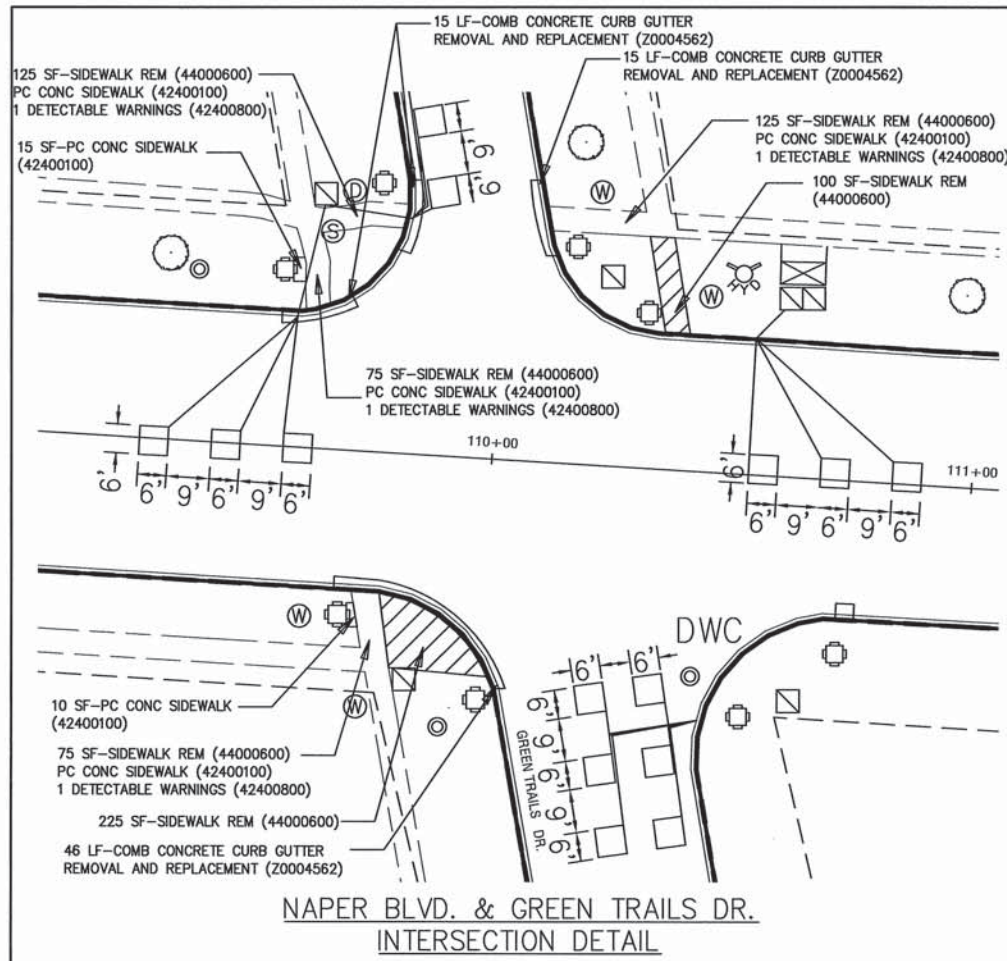 15 LF-COMB CONCRETE CURB GUTTER
REMOVAL AND REPLACEMENT (Z0004562)
15 LF-COMB CONCRETE CURB GUTTER
REMOVAL AND REPLACEMENT (Z0004562)
125 SF-SIDEWALK REM (44000600)
PC CONC SIDEWALK (42400100)
1 DETECTABLE WARNINGS (42400800)
15 SF-PC CONC SIDEWALK
(42400100)
125 SF-SIDEWALK REM (44000600)
PC CONC SIDEWALK (42400100)
1 DETECTABLE WARNINGS (42400800)
100 SF-SIDEWALK REM
(44000600)
6'
6'
D
S
W
W
75 SF-SIDEWALK REM (44000600)
PC CONC SIDEWALK (42400100)
1 DETECTABLE WARNINGS (42400800)
110+00
111+00
6'
6' 9' 6' 9' 6'
6'
6' 9' 6' 9' 6'
W
W
DWC
6' 6'
6'
9'
6'
9'
6'
GREEN TRAILS DR.
10 SF-PC CONC SIDEWALK
(42400100)
75 SF-SIDEWALK REM (44000600)
PC CONC SIDEWALK (42400100)
1 DETECTABLE WARNINGS (42400800)
225 SF-SIDEWALK REM (44000600)
46 LF-COMB CONCRETE CURB GUTTER
REMOVAL AND REPLACEMENT (Z0004562)
NAPER BLVD. & GREEN TRAILS DR.
INTERSECTION DETAIL